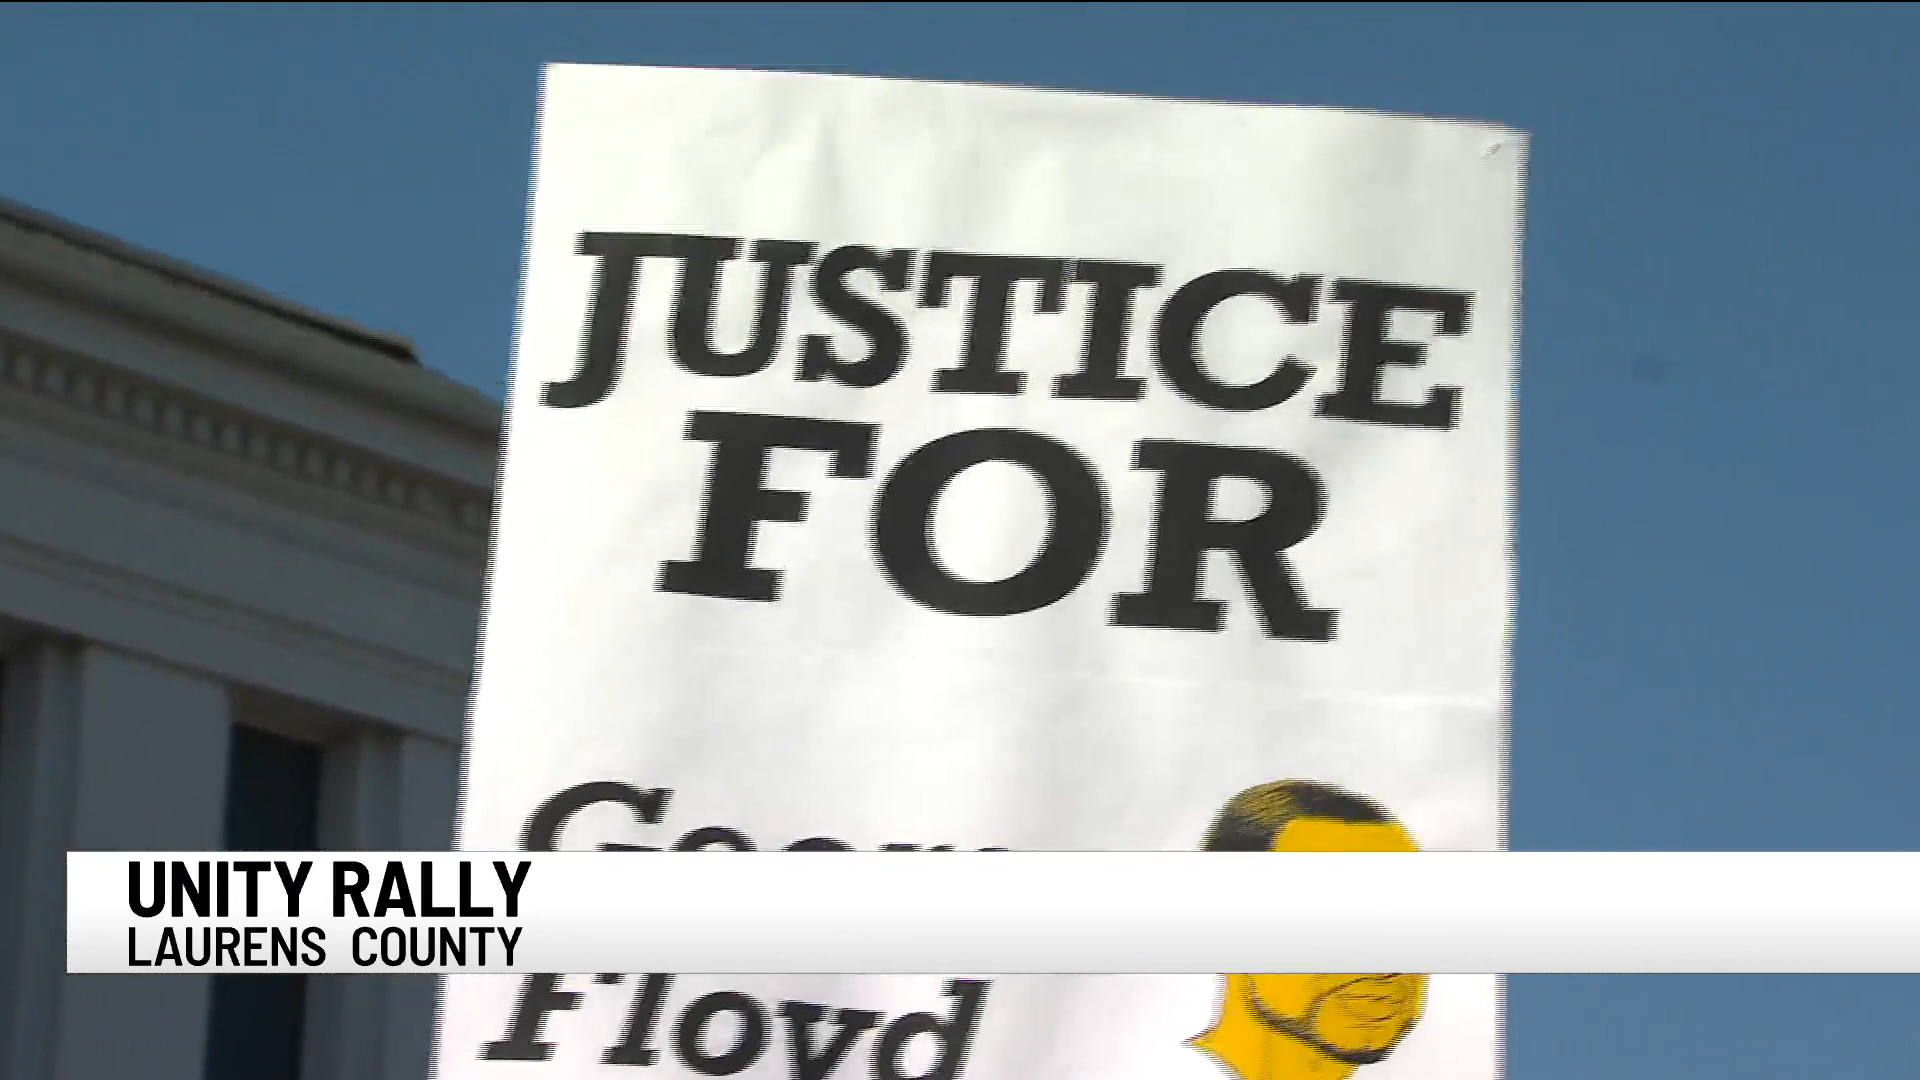 JUSTICE
FOR
UNITY RALLY
LAURENS COUNTY
Floyd